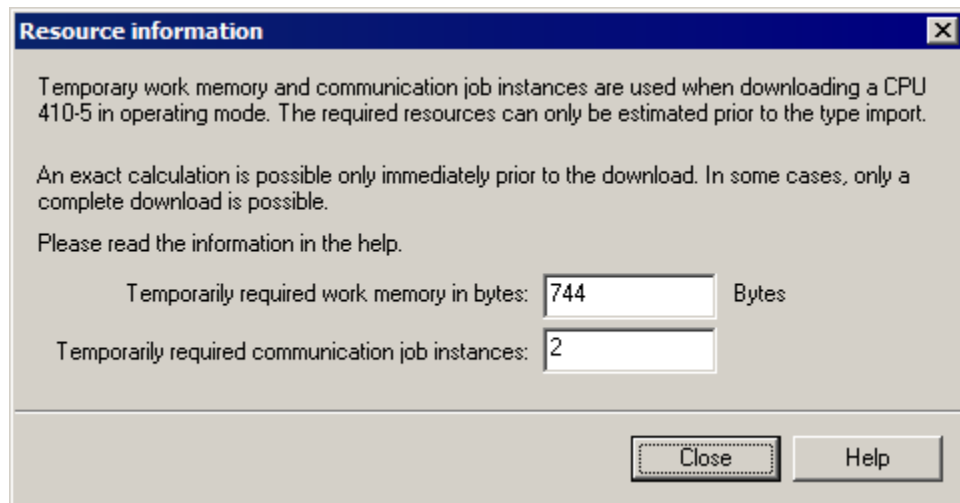 Resource information
Temporary work memory and communication job instances are used when downloading a CPU
410-5 in operating mode. The required resources can only be estimated prior to the type import.
An exact calculation is possible only immediately prior to the download. In some cases, only a
complete download is possible.
Please read the information in the help.
Temporarily required work memory in bytes: 744 Bytes
Temporarily required communication job instances: 2
Close Help